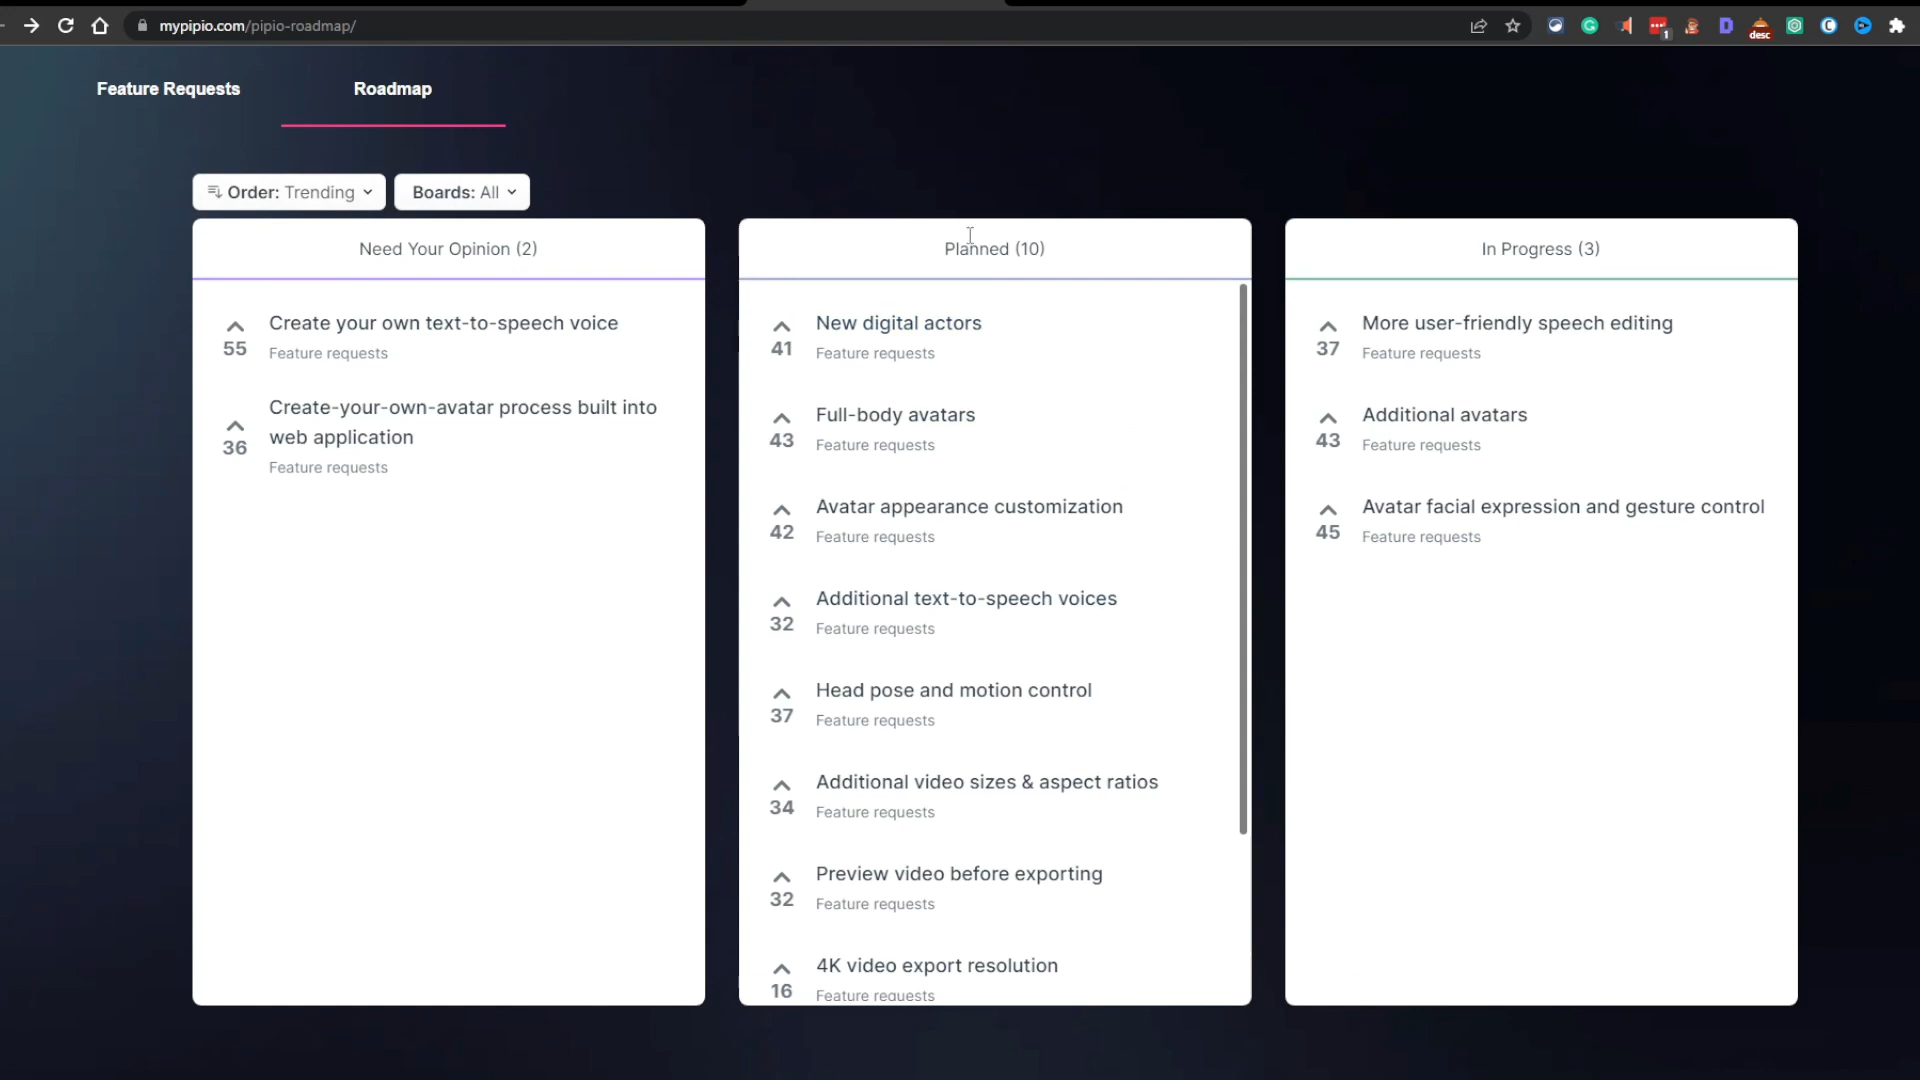 mypipio.com/pipio-roadmap/
1
desc
Feature Requests
Roadmap
Order: Trending
Boards: All
Need Your Opinion (2)
55
Create your own text-to-speech voice
Feature requests
36
Create-your-own-avatar process built into
web application
Feature requests
Planned (10)
41
New digital actors
Feature requests
43
Full-body avatars
Feature requests
42
Avatar appearance customization
Feature requests
32
Additional text-to-speech voices
Feature requests
37
Head pose and motion control
Feature requests
34
Additional video sizes & aspect ratios
Feature requests
32
Preview video before exporting
Feature requests
16
4K video export resolution
Feature requests
In Progress (3)
37
More user-friendly speech editing
Feature requests
43
Additional avatars
Feature requests
45
Avatar facial expression and gesture control
Feature requests